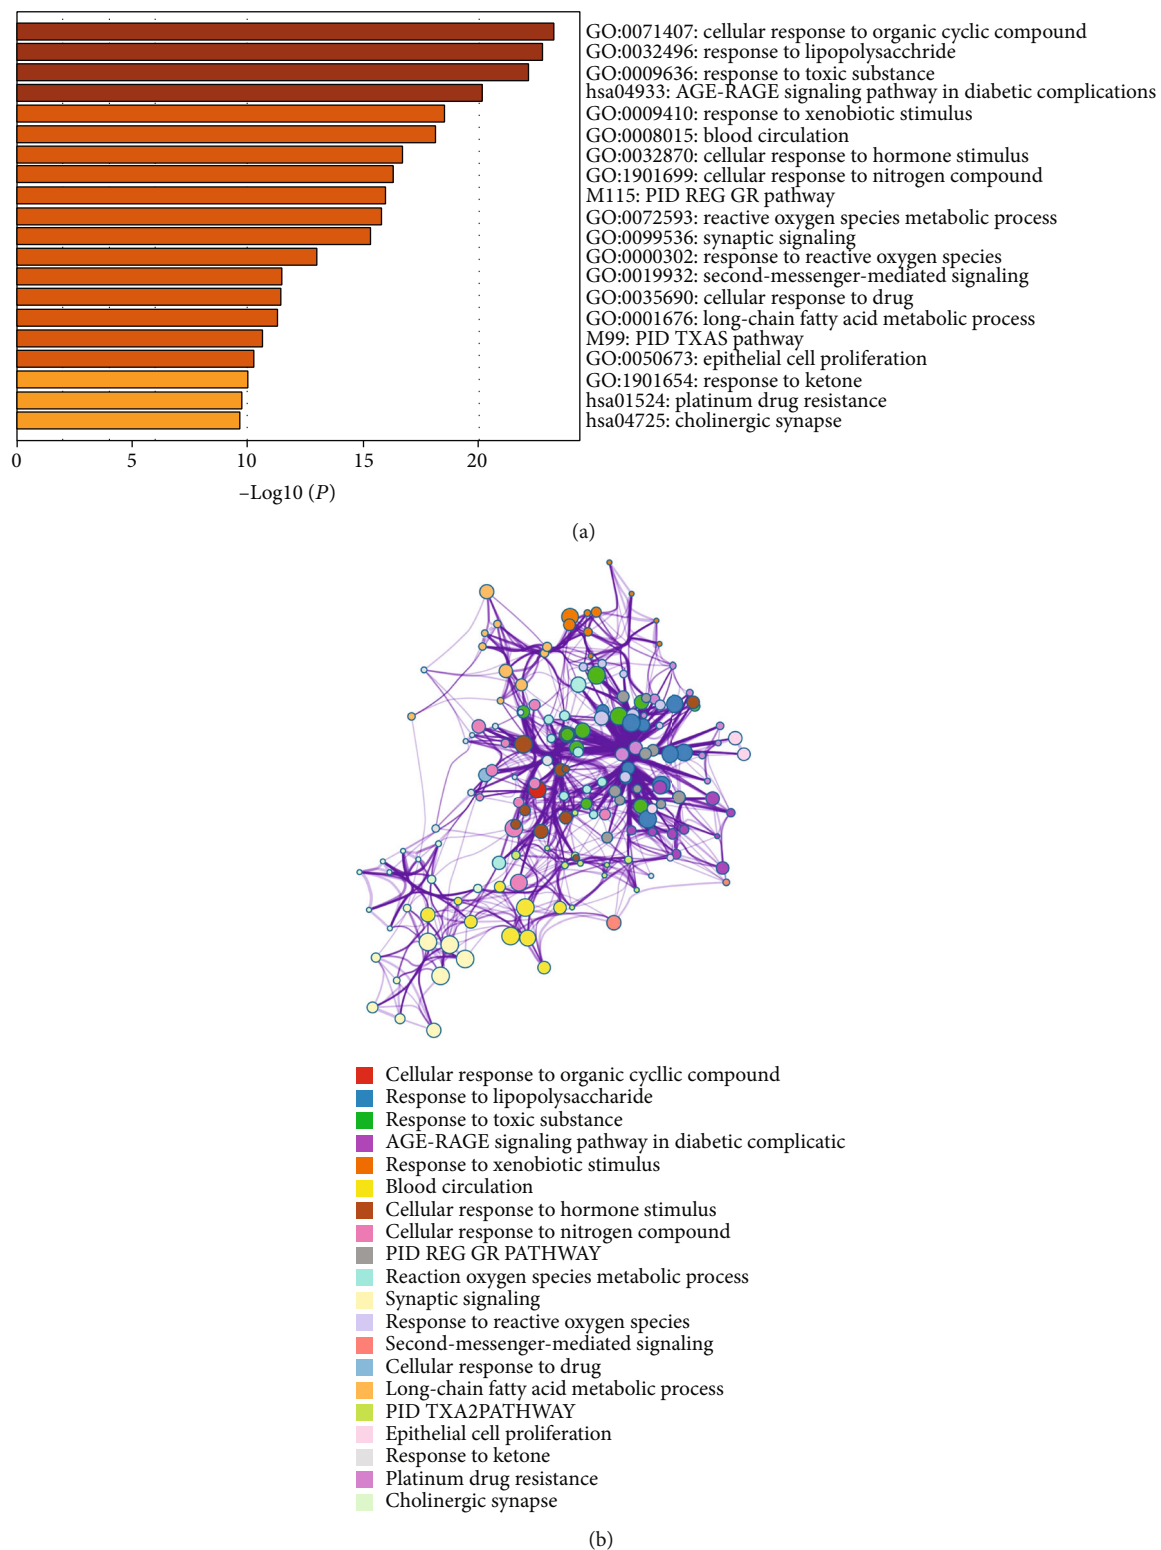 GO:0071407: cellular response to organic cyclic compound
GO:0032496: response to lipopolysacchride
GO:0009636: response to toxic substance
hsa04933: AGE-RAGE signaling pathway in diabetic complications
GO:0009410: response to xenobiotic stimulus
GO:0008015: blood circulation
GO:0032870: cellular response to hormone stimulus
GO:1901699: cellular response to nitrogen compound
M115: PID REG GR pathway
GO:0072593: reactive oxygen species metabolic process
GO:0099536: synaptic signaling
GO:0000302: response to reactive oxygen species
GO:0019932: second-messenger-mediated signaling
GO:0035690: cellular response to drug
GO:0001676: long-chain fatty acid metabolic process
M99: PID TXAS pathway
GO:0050673: epithelial cell proliferation
GO:1901654: response to ketone
hsa01524: platinum drug resistance
hsa04725: cholinergic synapse
0 5 10 15 20
–Log10 (P)
(a)
Cellular response to organic cycllic compound
Response to lipopolysaccharide
Response to toxic substance
AGE-RAGE signaling pathway in diabetic complicatic
Response to xenobiotic stimulus
Blood circulation
Cellular response to hormone stimulus
Cellular response to nitrogen compound
PID REG GR PATHWAY
Reaction oxygen species metabolic process
Synaptic signaling
Response to reactive oxygen species
Second-messenger-mediated signaling
Cellular response to drug
Long-chain fatty acid metabolic process
PID TXA2PATHWAY
Epithelial cell proliferation
Response to ketone
Platinum drug resistance
Cholinergic synapse
(b)